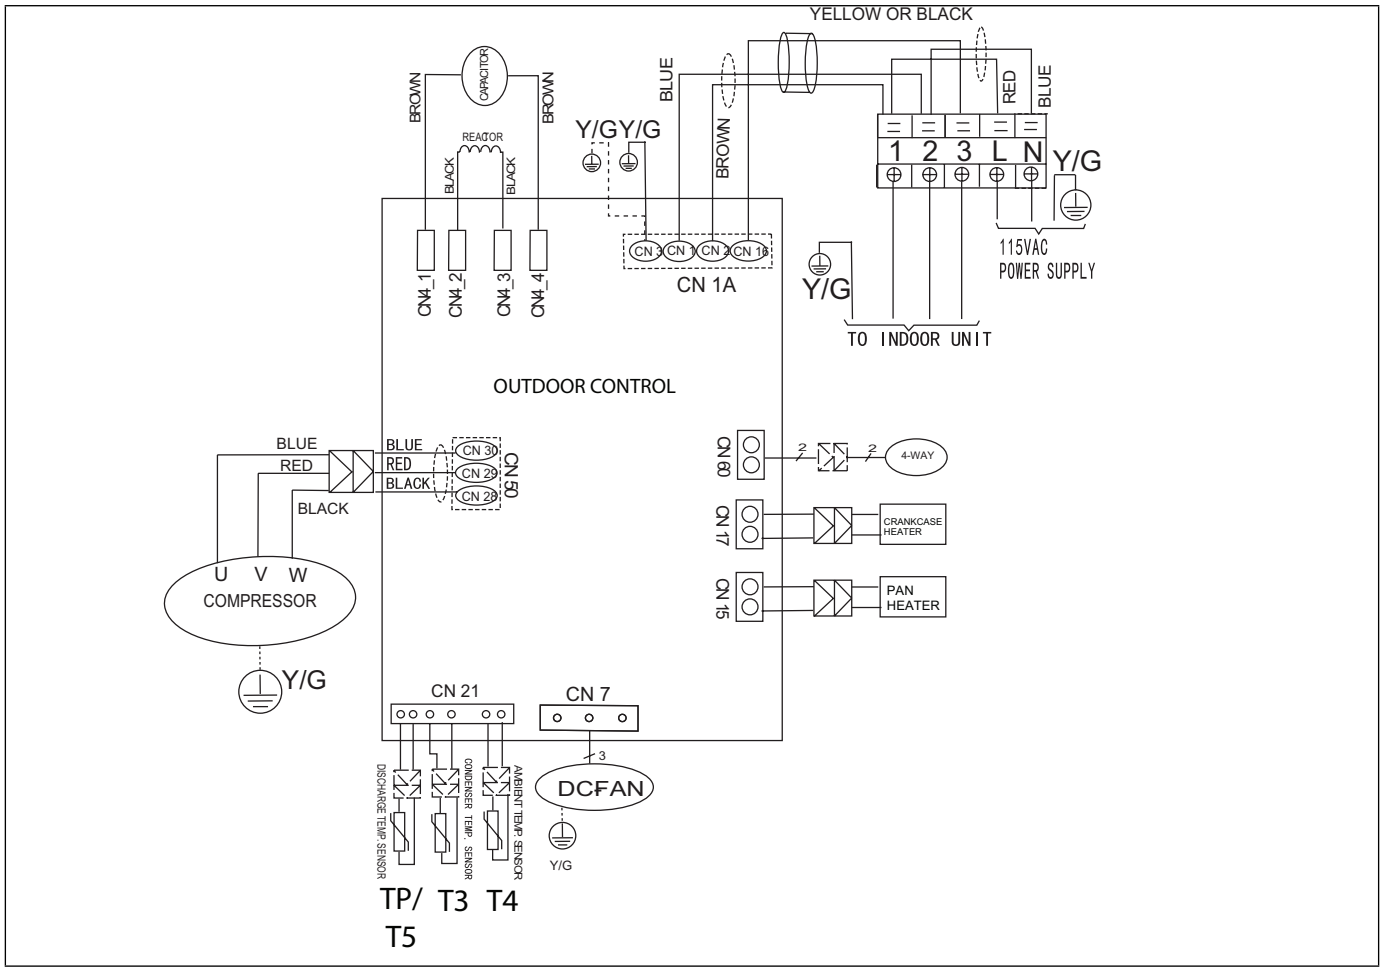 YELLOW OR BLACK
CAPACITOR
BROWN
BROWN
REACTOR
BLACK
BLACK
Y/G Y/G
BLUE
BROWN
RED
BLUE
1 2 3 L N
Y/G
115VAC
POWER SUPPLY
Y/G
TO INDOOR UNIT
CN4_1
CN4_2
CN4_3
CN4_4
CN 3
CN 1
CN 2
CN 16
CN 1A
OUTDOOR CONTROL
BLUE
RED
BLACK
BLUE
RED
BLACK
CN 30
CN 29
CN 28
CN 50
U V W
COMPRESSOR
Y/G
CN 60
2
2
4-WAY
CN 17
CRANKCASE
HEATER
CN 15
PAN
HEATER
CN 21
CN 7
3
DC-FAN
Y/G
DISCHARGE TEMP. SENSOR
CONDENSER TEMP. SENSOR
AMBIENT TEMP. SENSOR
TP/
T5
T3
T4